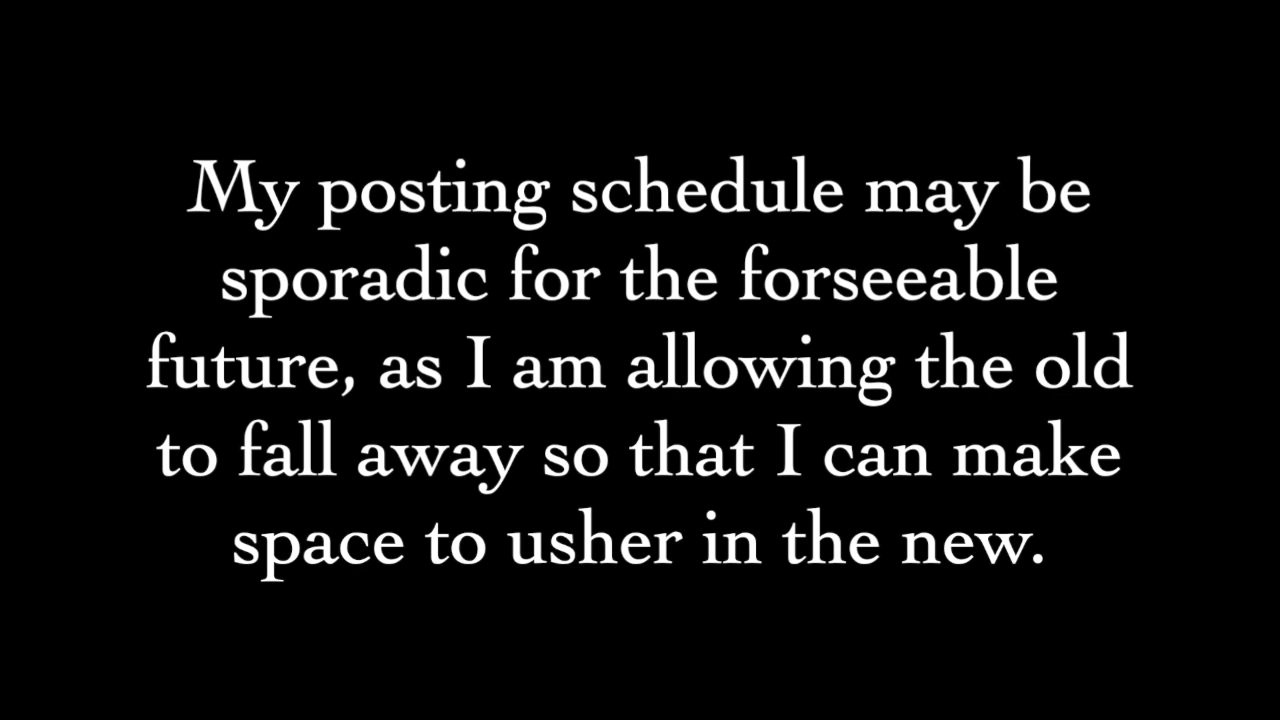 My posting schedule may be
sporadic for the forseeable
future, as I am allowing the old
to fall away so that I can make
space to usher in the new.